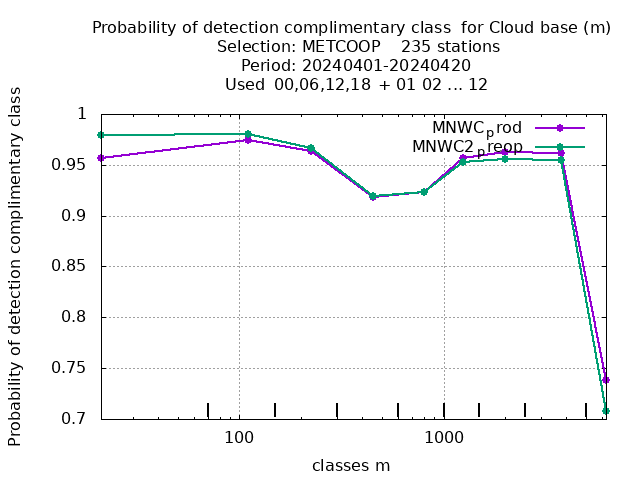 Probability of detection complimentary class  for Cloud base (m)
Selection: METCOOP    235 stations
Period: 20240401-20240420
Used  00,06,12,18 + 01 02 ... 12
Probability of detection complimentary class
1
0.95
0.9
0.85
0.8
0.75
0.7
MNWCprod
MNWC2preop
100
1000
classes m